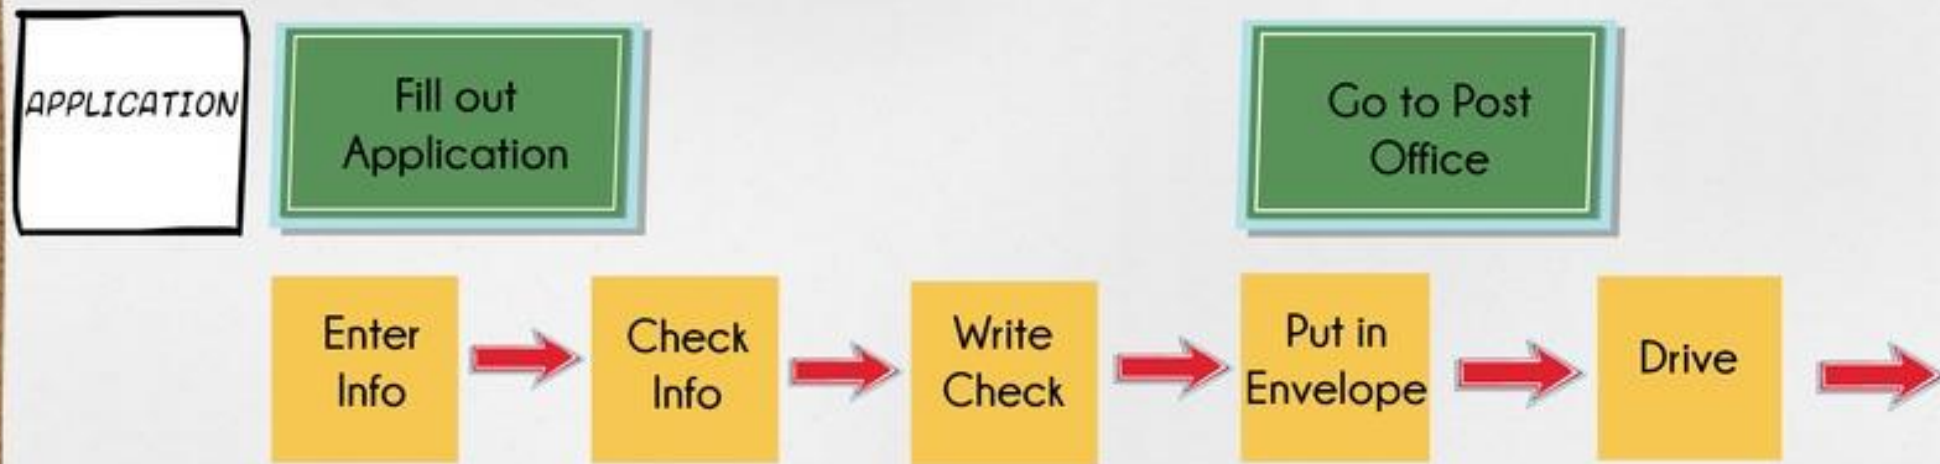 APPLICATION
Fill out
Application
Go to Post
Office
Enter
Info
Check
Info
Write
Check
Put in
Envelope
Drive